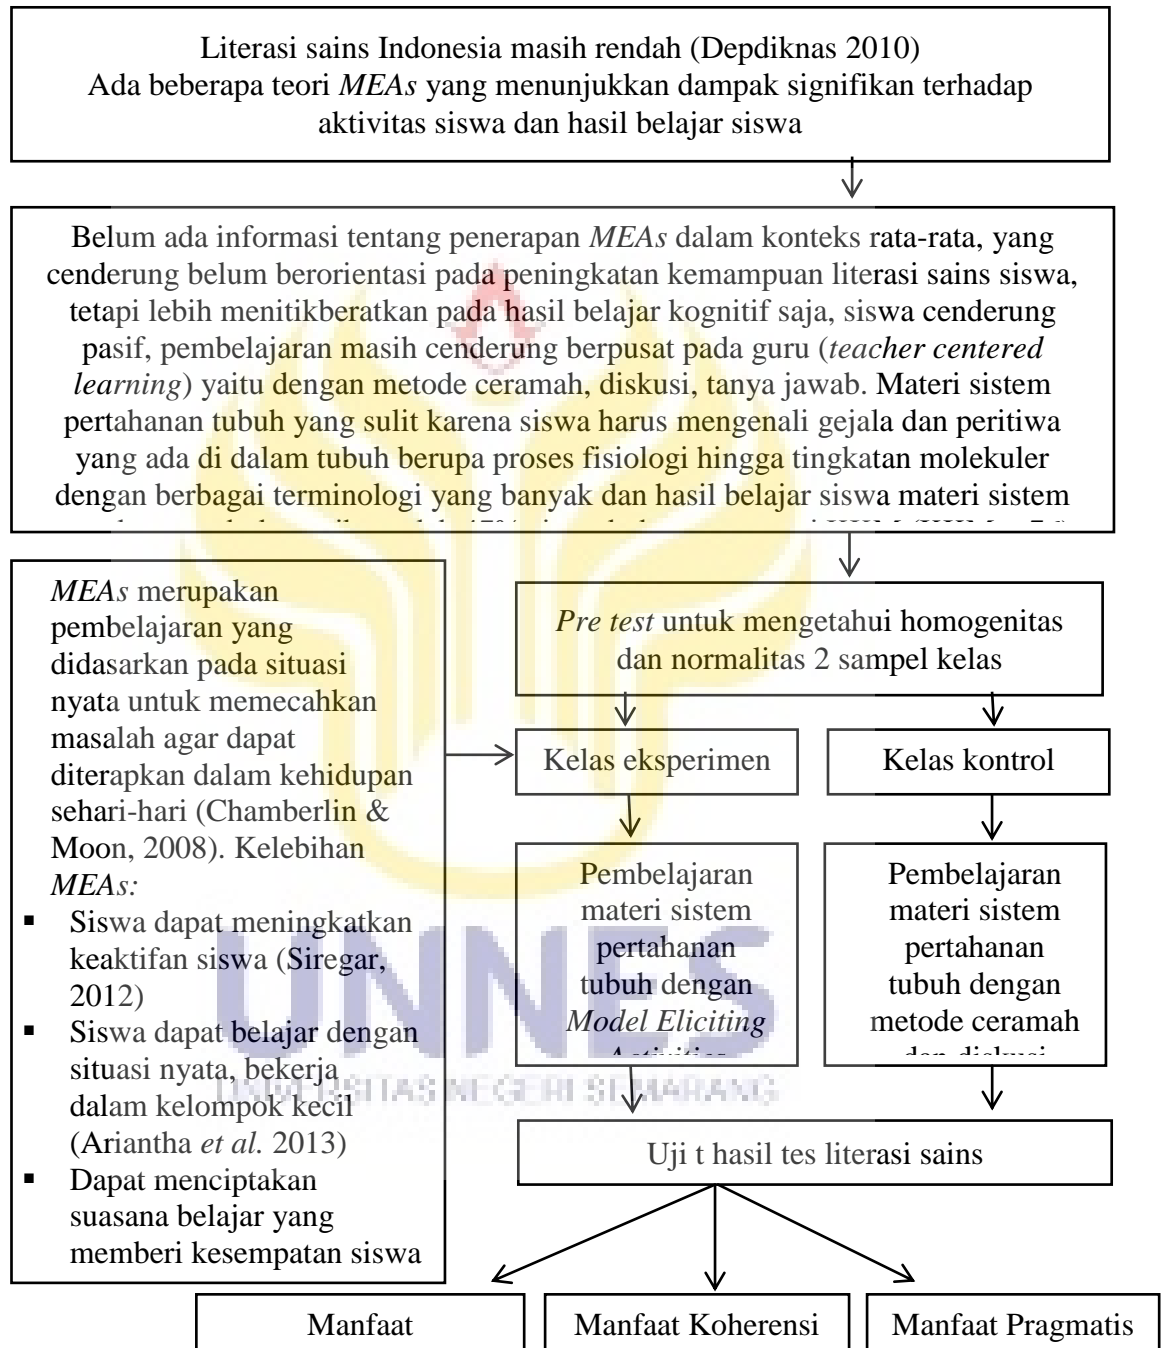 Literasi sains Indonesia masih rendah (Depdiknas 2010)
Ada beberapa teori MEAs yang menunjukkan dampak signifikan terhadap
aktivitas siswa dan hasil belajar siswa
Belum ada informasi tentang penerapan MEAs dalam konteks rata-rata, yang
cenderung belum berorientasi pada peningkatan kemampuan literasi sains siswa,
tetapi lebih menitikberatkan pada hasil belajar kognitif saja, siswa cenderung
pasif, pembelajaran masih cenderung berpusat pada guru (teacher centered
learning) yaitu dengan metode ceramah, diskusi, tanya jawab. Materi sistem
pertahanan tubuh yang sulit karena siswa harus mengenali gejala dan peritiwa
yang ada di dalam tubuh berupa proses fisiologi hingga tingkatan molekuler
dengan berbagai terminologi yang banyak dan hasil belajar siswa materi sistem
MEAs merupakan
pembelajaran yang
didasarkan pada situasi
nyata untuk memecahkan
masalah agar dapat
diterapkan dalam kehidupan
sehari-hari (Chamberlin &
Moon, 2008). Kelebihan
MEAs:
▪ Siswa dapat meningkatkan
keaktifan siswa (Siregar,
2012)
▪ Siswa dapat belajar dengan
situasi nyata, bekerja
dalam kelompok kecil
(Ariantha et al. 2013)
▪ Dapat menciptakan
suasana belajar yang
memberi kesempatan siswa
Pre test untuk mengetahui homogenitas
dan normalitas 2 sampel kelas
Kelas eksperimen
Kelas kontrol
Pembelajaran
materi sistem
pertahanan
tubuh dengan
Model Eliciting
Activities
Pembelajaran
materi sistem
pertahanan
tubuh dengan
metode ceramah
dan diskusi
Uji t hasil tes literasi sains
Manfaat
Manfaat Koherensi
Manfaat Pragmatis
UNNES
UNIVERSITAS NEGERI SEMARANG